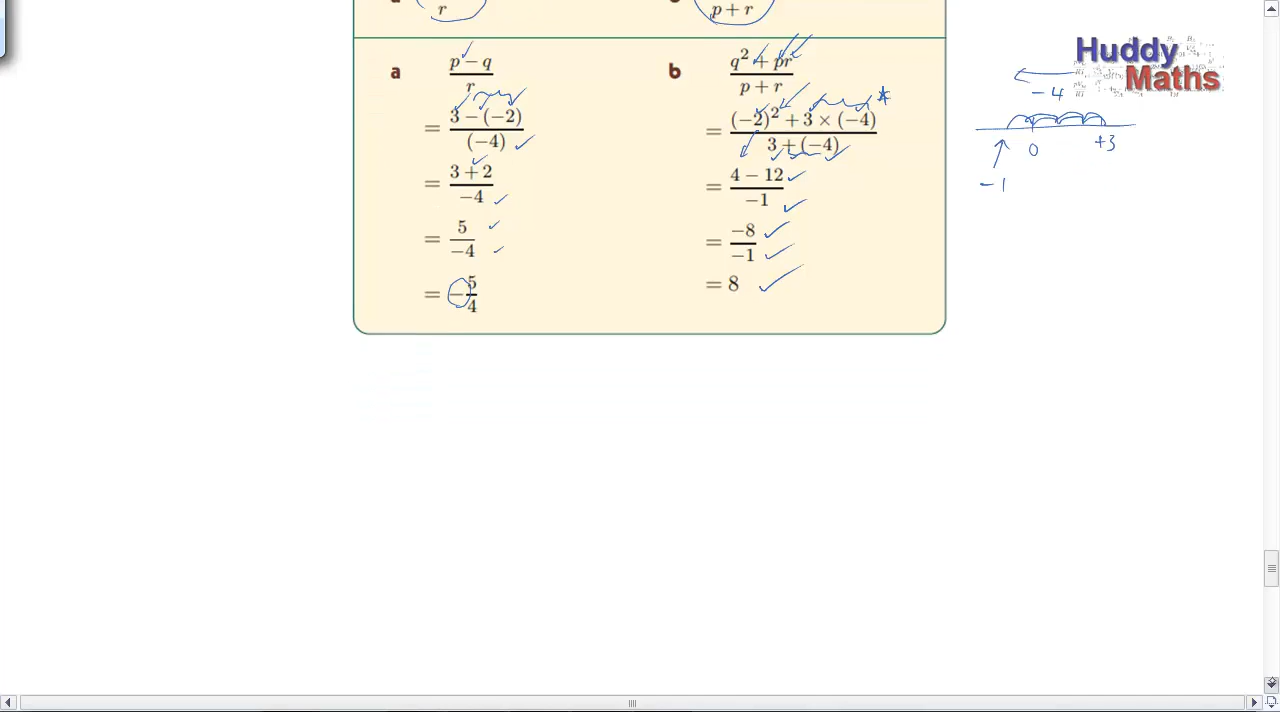 r
p + r
a
p − q
r
= 3 − (−2)
(−4)
= 3 + 2
−4
= 5
−4
= − 5
4
b
q² + pr
p + r
= (−2)² + 3 × (−4) *
3 + (−4)
= 4 − 12
−1
= −8
−1
= 8
Huddy
Maths
−4
0 +3
−1